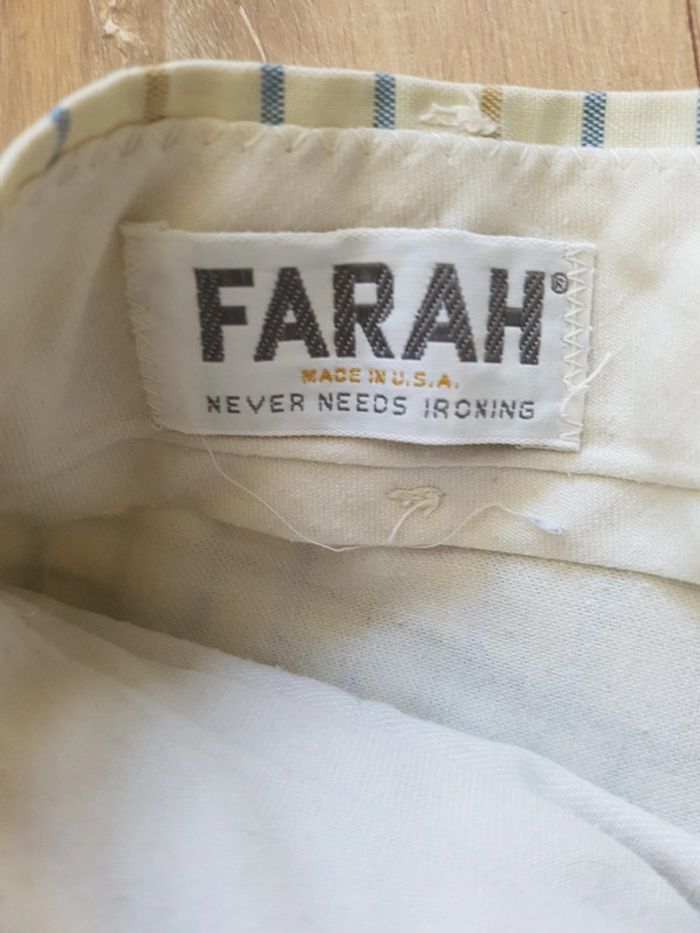 FARAH®
MADE IN U.S.A.
NEVER NEEDS IRONING